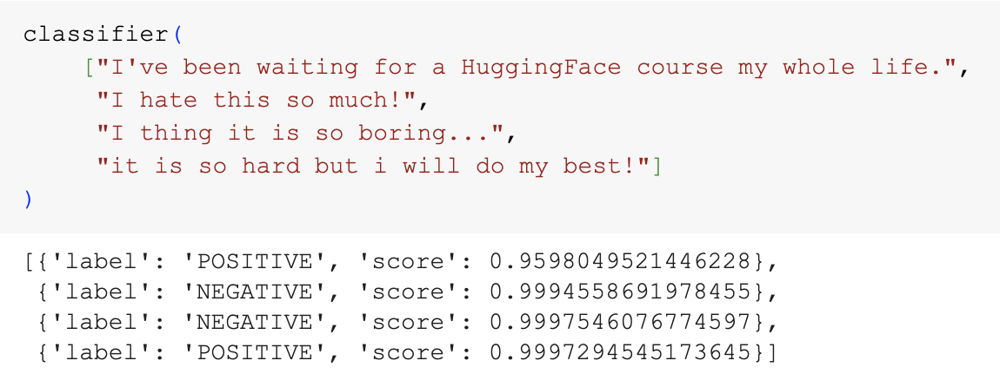 classifier(
["I've been waiting for a HuggingFace course my whole life.",
"I hate this so much!",
"I thing it is so boring...",
"it is so hard but i will do my best!"]
)
[{'label': 'POSITIVE', 'score': 0.9598049521446228},
{'label': 'NEGATIVE', 'score': 0.9994558691978455},
{'label': 'NEGATIVE', 'score': 0.9997546076774597},
{'label': 'POSITIVE', 'score': 0.9997294545173645}]